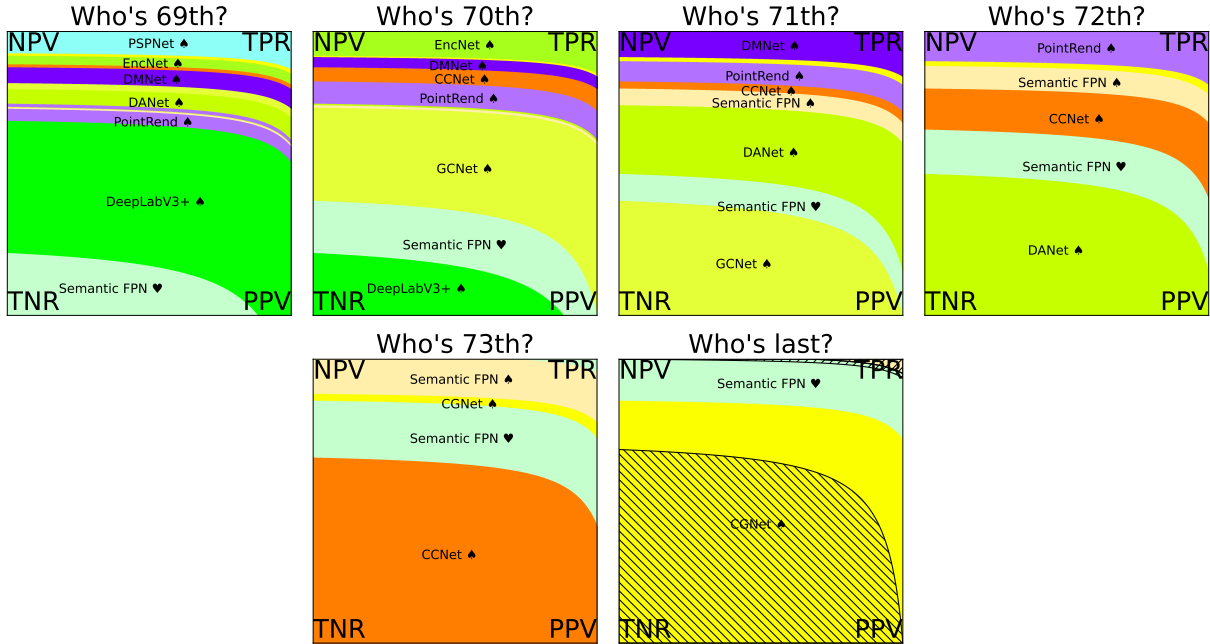 Who's 69th?
NPV TPR
PSPNet ♠
EncNet ♠
DMNet ♠
DANet ♠
PointRend ♠
DeepLabV3+ ♠
Semantic FPN ♥
TNR PPV
Who's 70th?
NPV TPR
EncNet ♠
DMNet ♠
CCNet ♠
PointRend ♠
GCNet ♠
Semantic FPN ♥
DeepLabV3+ ♠
TNR PPV
Who's 71th?
NPV TPR
DMNet ♠
PointRend ♠
CCNet ♠
Semantic FPN ♠
DANet ♠
Semantic FPN ♥
GCNet ♠
TNR PPV
Who's 72th?
NPV TPR
PointRend ♠
Semantic FPN ♠
CCNet ♠
Semantic FPN ♥
DANet ♠
TNR PPV
Who's 73th?
NPV TPR
Semantic FPN ♠
CGNet ♠
Semantic FPN ♥
CCNet ♠
TNR PPV
Who's last?
NPV TPR
Semantic FPN ♥
CGNet ♠
TNR PPV